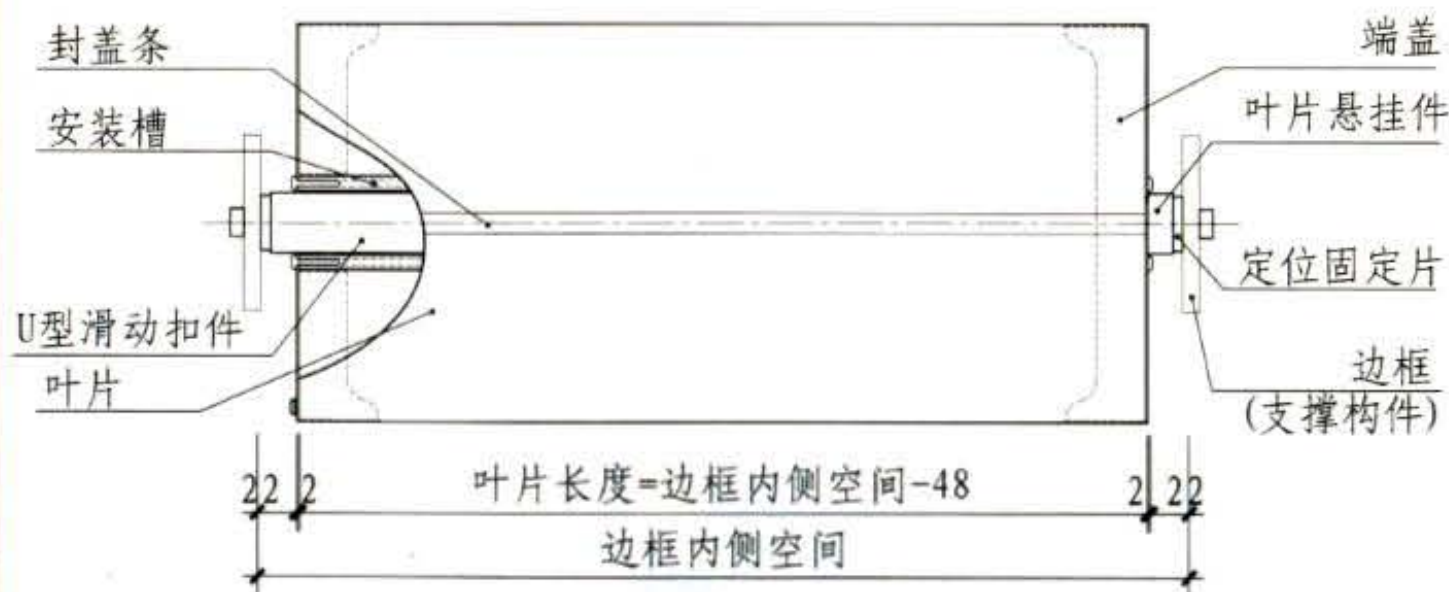 封盖条
安装槽
U型滑动扣件
叶片
端盖
叶片悬挂件
定位固定片
边框
(支撑构件)
22 2 叶片长度=边框内侧空间-48 2 22
边框内侧空间